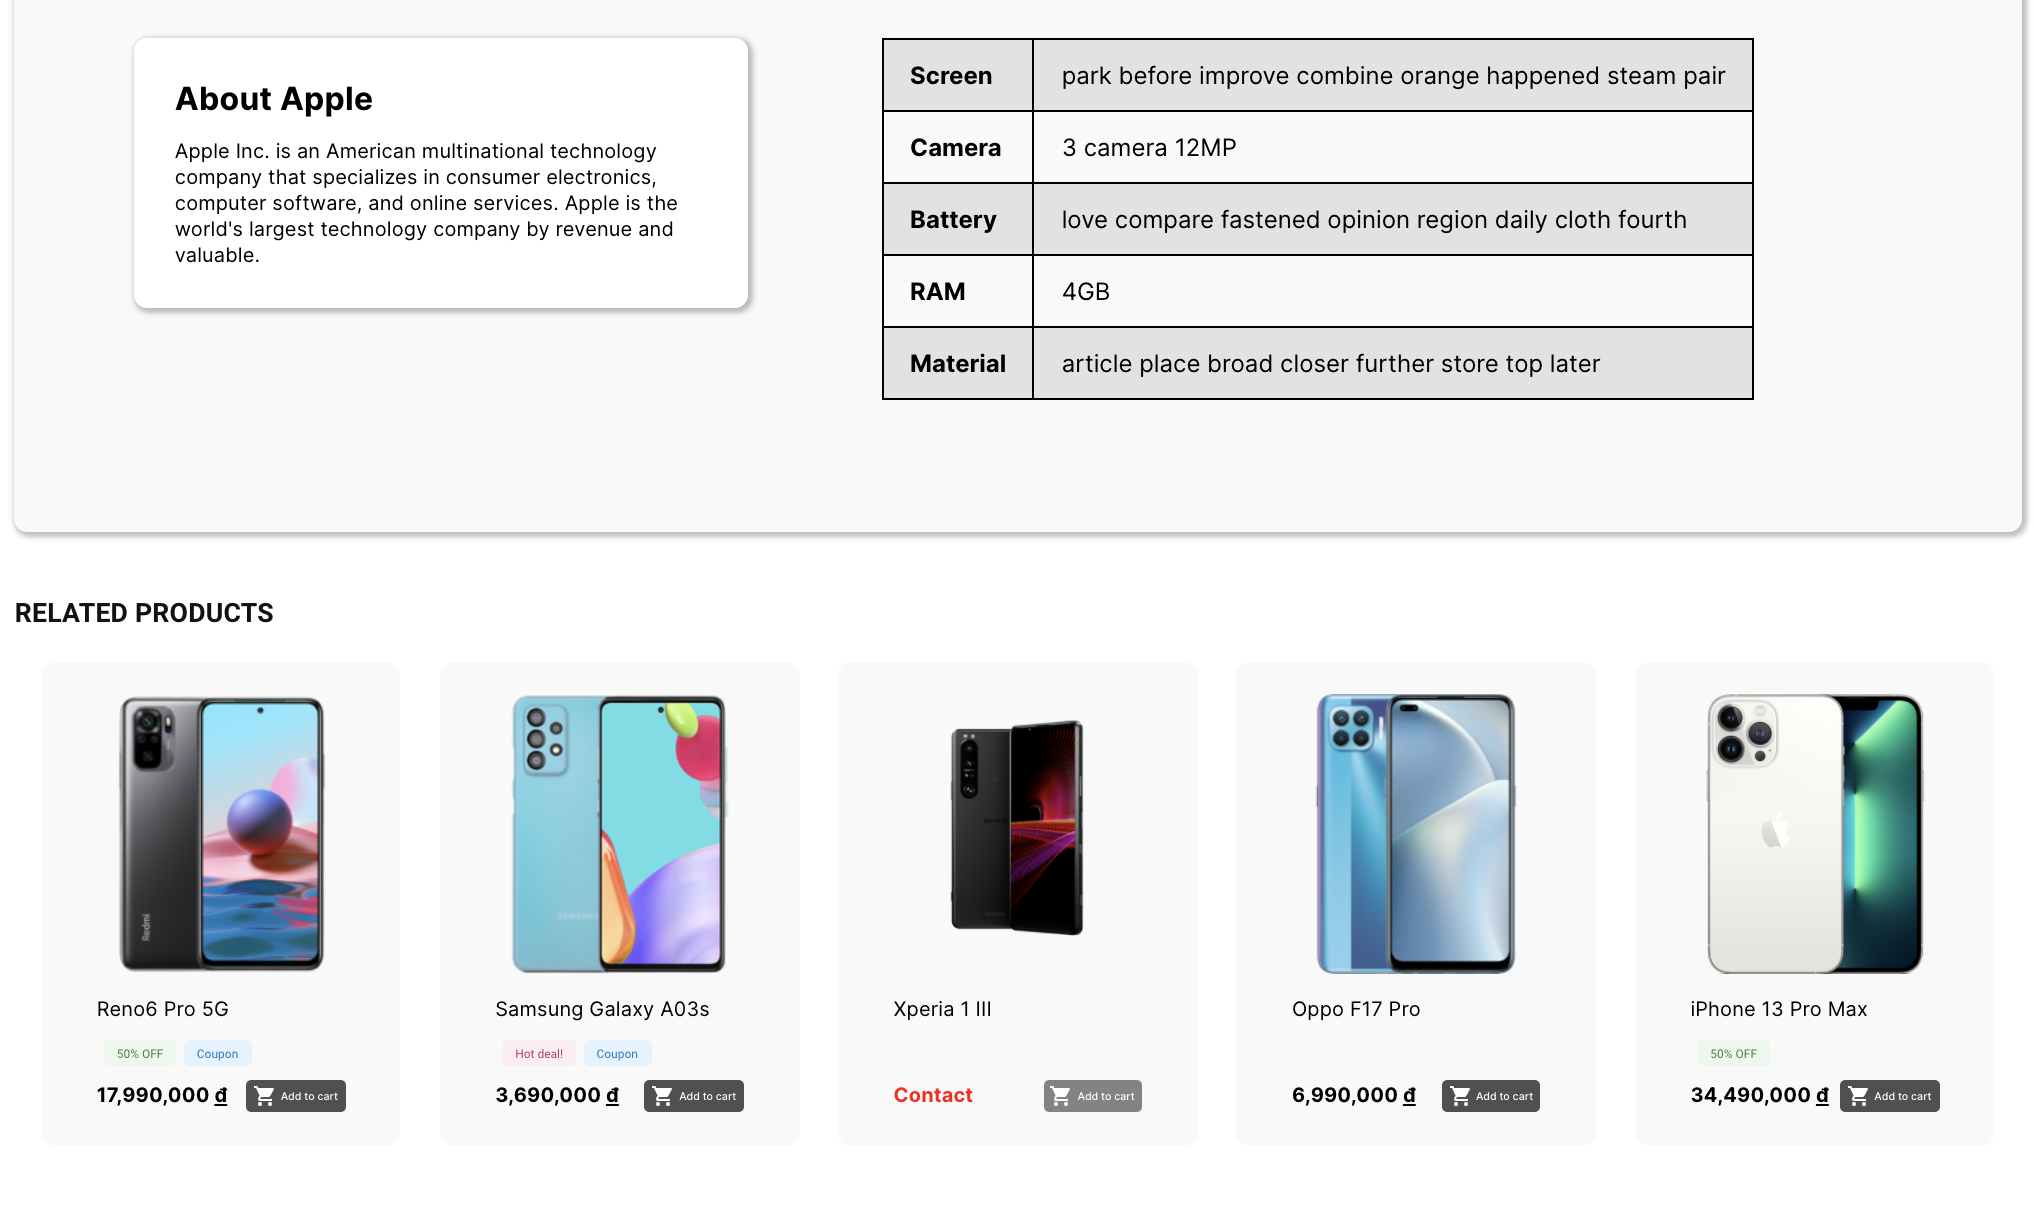 About Apple
Apple Inc. is an American multinational technology
company that specializes in consumer electronics,
computer software, and online services. Apple is the
world's largest technology company by revenue and
valuable.
Screen park before improve combine orange happened steam pair
Camera 3 camera 12MP
Battery love compare fastened opinion region daily cloth fourth
RAM 4GB
Material article place broad closer further store top later
RELATED PRODUCTS
Redmi
SAMSUNG
SONY
XPERIA
Reno6 Pro 5G
50% OFF Coupon
17,990,000 đ Add to cart
Samsung Galaxy A03s
Hot deal! Coupon
3,690,000 đ Add to cart
Xperia 1 III
Contact Add to cart
Oppo F17 Pro
6,990,000 đ Add to cart
iPhone 13 Pro Max
50% OFF
34,490,000 đ Add to cart